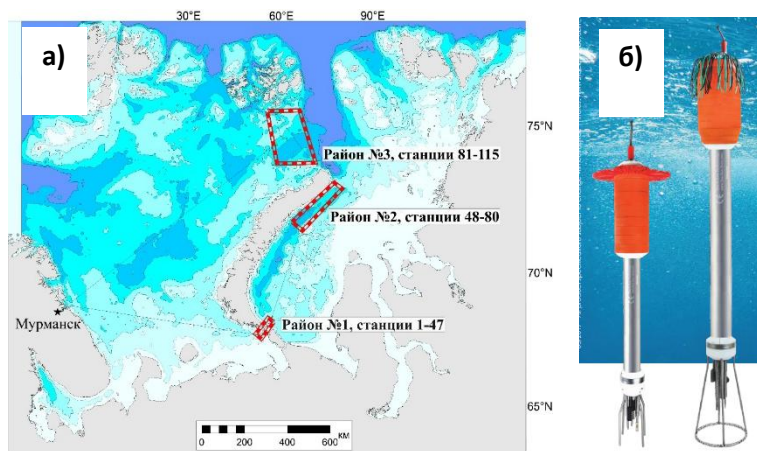 а)
30°E 60°E 90°E
75°N
Район №3, станции 81-115
Район №2, станции 48-80
70°N
Мурманск
Район №1, станции 1-47
65°N
0 200 400 600
КМ
б)